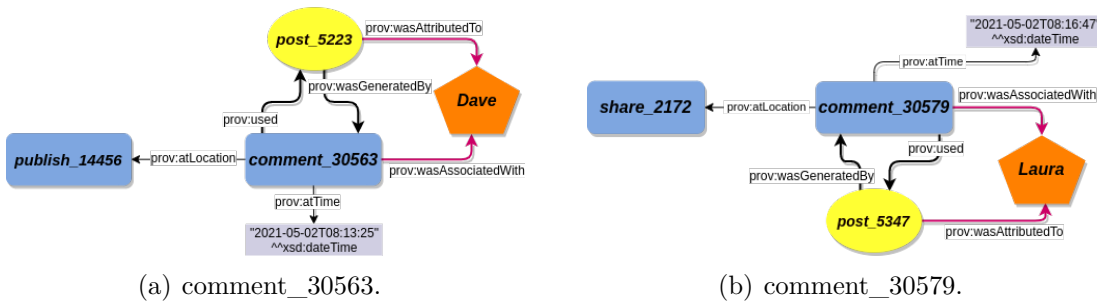 post_5223
prov:wasAttributedTo
prov:wasGeneratedBy
Dave
prov:used
publish_14456
prov:atLocation
comment_30563
prov:wasAssociatedWith
prov:atTime
"2021-05-02T08:13:25"
^^xsd:dateTime
(a) comment_30563.
"2021-05-02T08:16:47"
^^xsd:dateTime
prov:atTime
share_2172
prov:atLocation
comment_30579
prov:wasAssociatedWith
prov:used
prov:wasGeneratedBy
Laura
post_5347
prov:wasAttributedTo
(b) comment_30579.